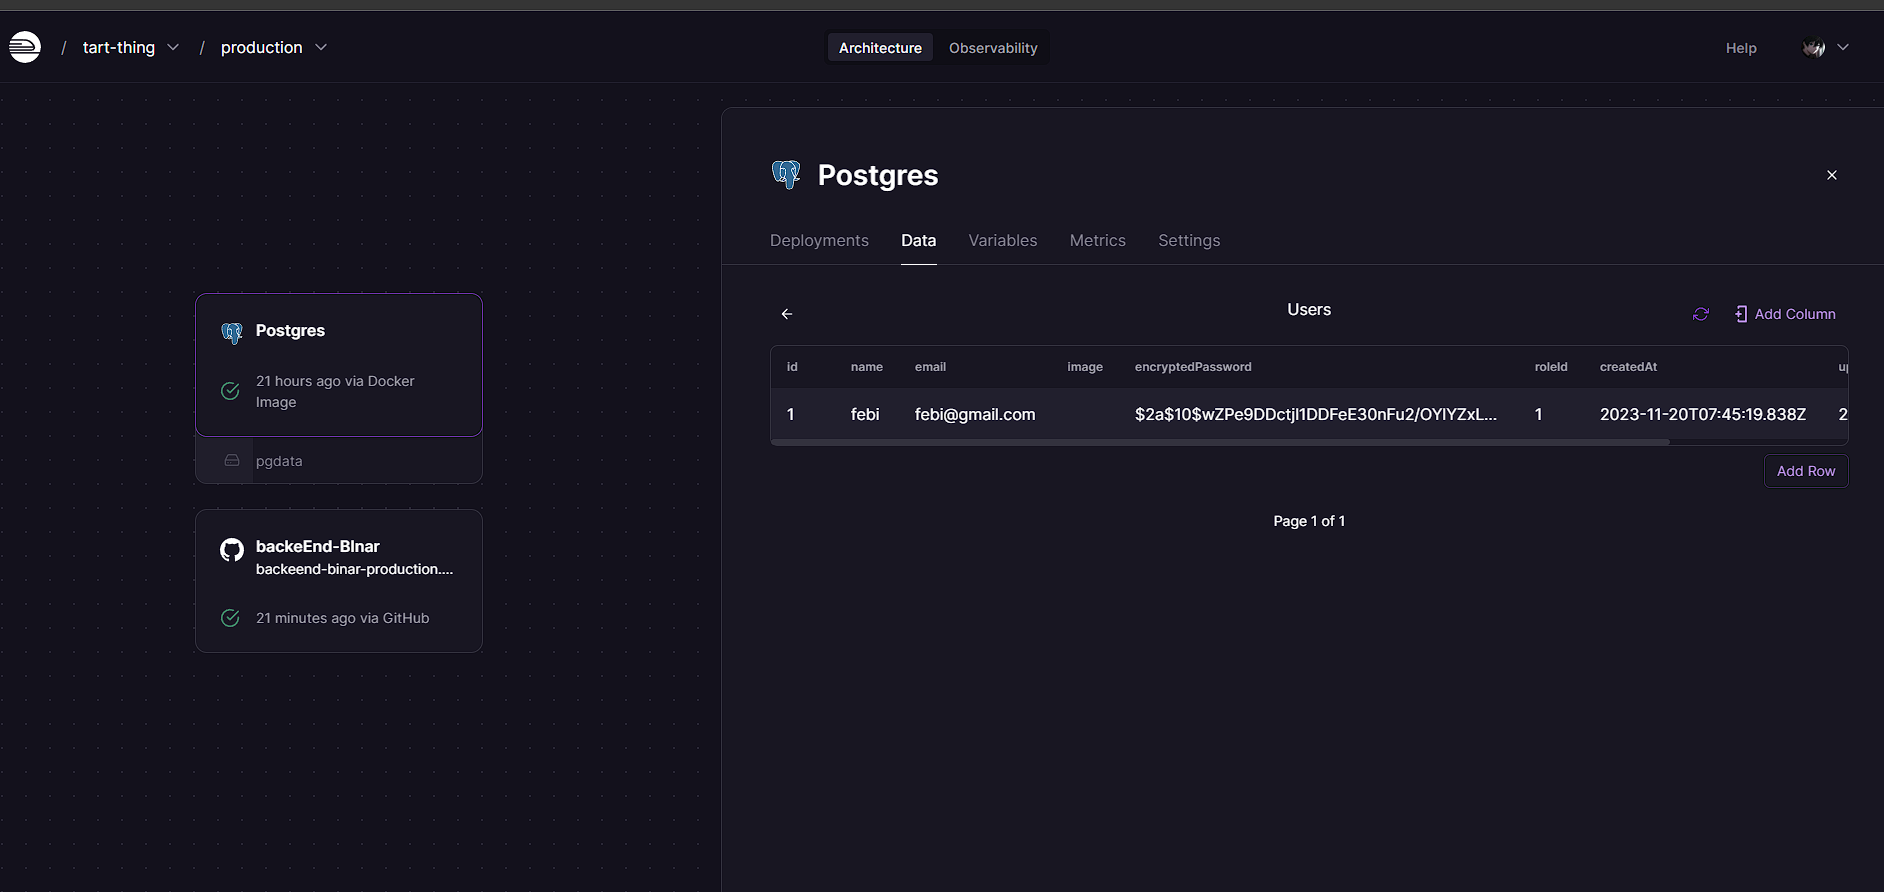 / tart-thing / production
Architecture Observability
Help
Postgres
Deployments Data Variables Metrics Settings
Users
Add Column
id name email image encryptedPassword roleId createdAt up
1 febi febi@gmail.com $2a$10$wZPe9DDctjI1DDFeE30nFu2/OYIYZxL... 1 2023-11-20T07:45:19.838Z 2
Add Row
Page 1 of 1
Postgres
21 hours ago via Docker
Image
pgdata
backeEnd-BInar
backeend-binar-production....
21 minutes ago via GitHub